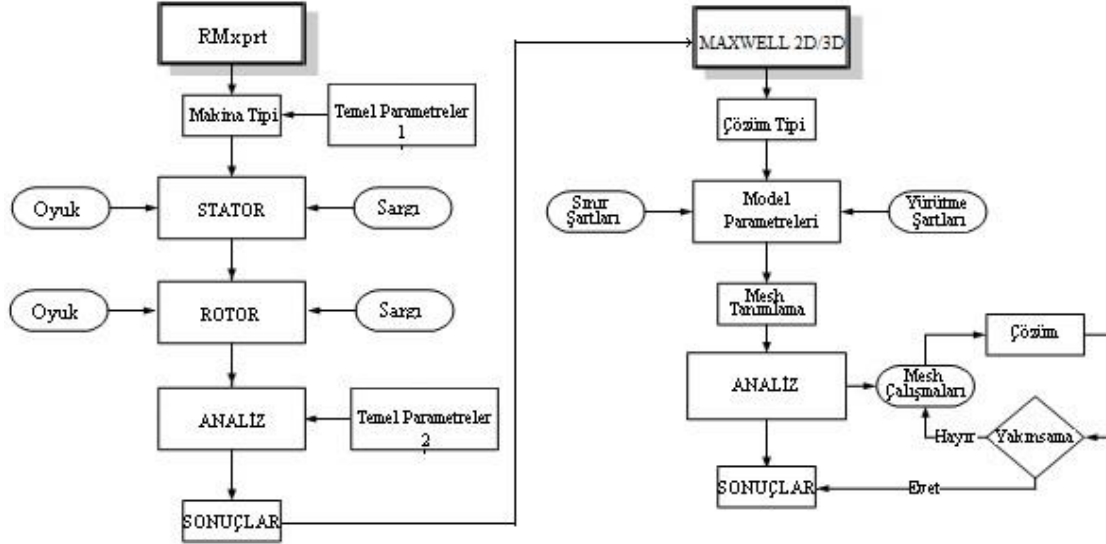 RMxprt
Makina Tipi
Temel Parametreler
1
Oyuk
STATOR
Sargı
Oyuk
ROTOR
Sargı
ANALİZ
Temel Parametreler
2
SONUÇLAR
MAXWELL 2D/3D
Çözüm Tipi
Sınır
Şartları
Model
Parametreleri
Yürütme
Şartları
Mesh
Tanımlama
ANALİZ
Mesh
Çalışmaları
Çözüm
Hayır
Yakınsama
SONUÇLAR
Evet